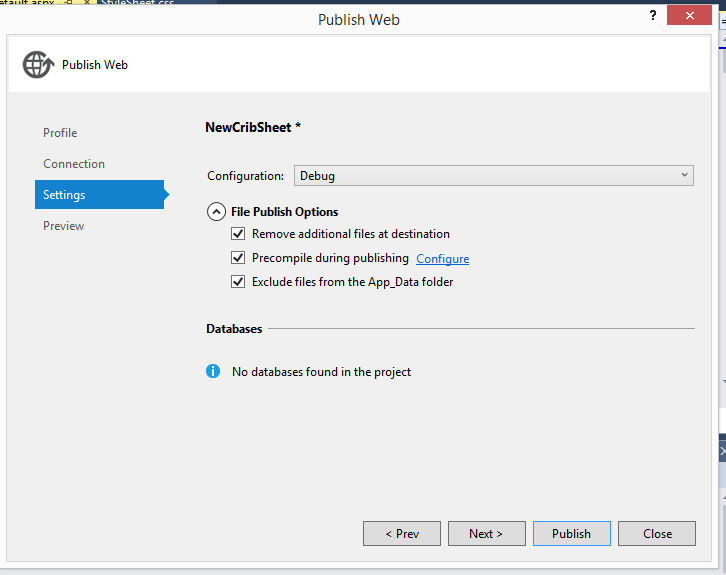 StyleSheet.css
Publish Web
?
Publish Web
Profile
Connection
Settings
Preview
NewCribSheet *
Configuration: Debug
File Publish Options
Remove additional files at destination
Precompile during publishing Configure
Exclude files from the App_Data folder
Databases
No databases found in the project
< Prev Next > Publish Close